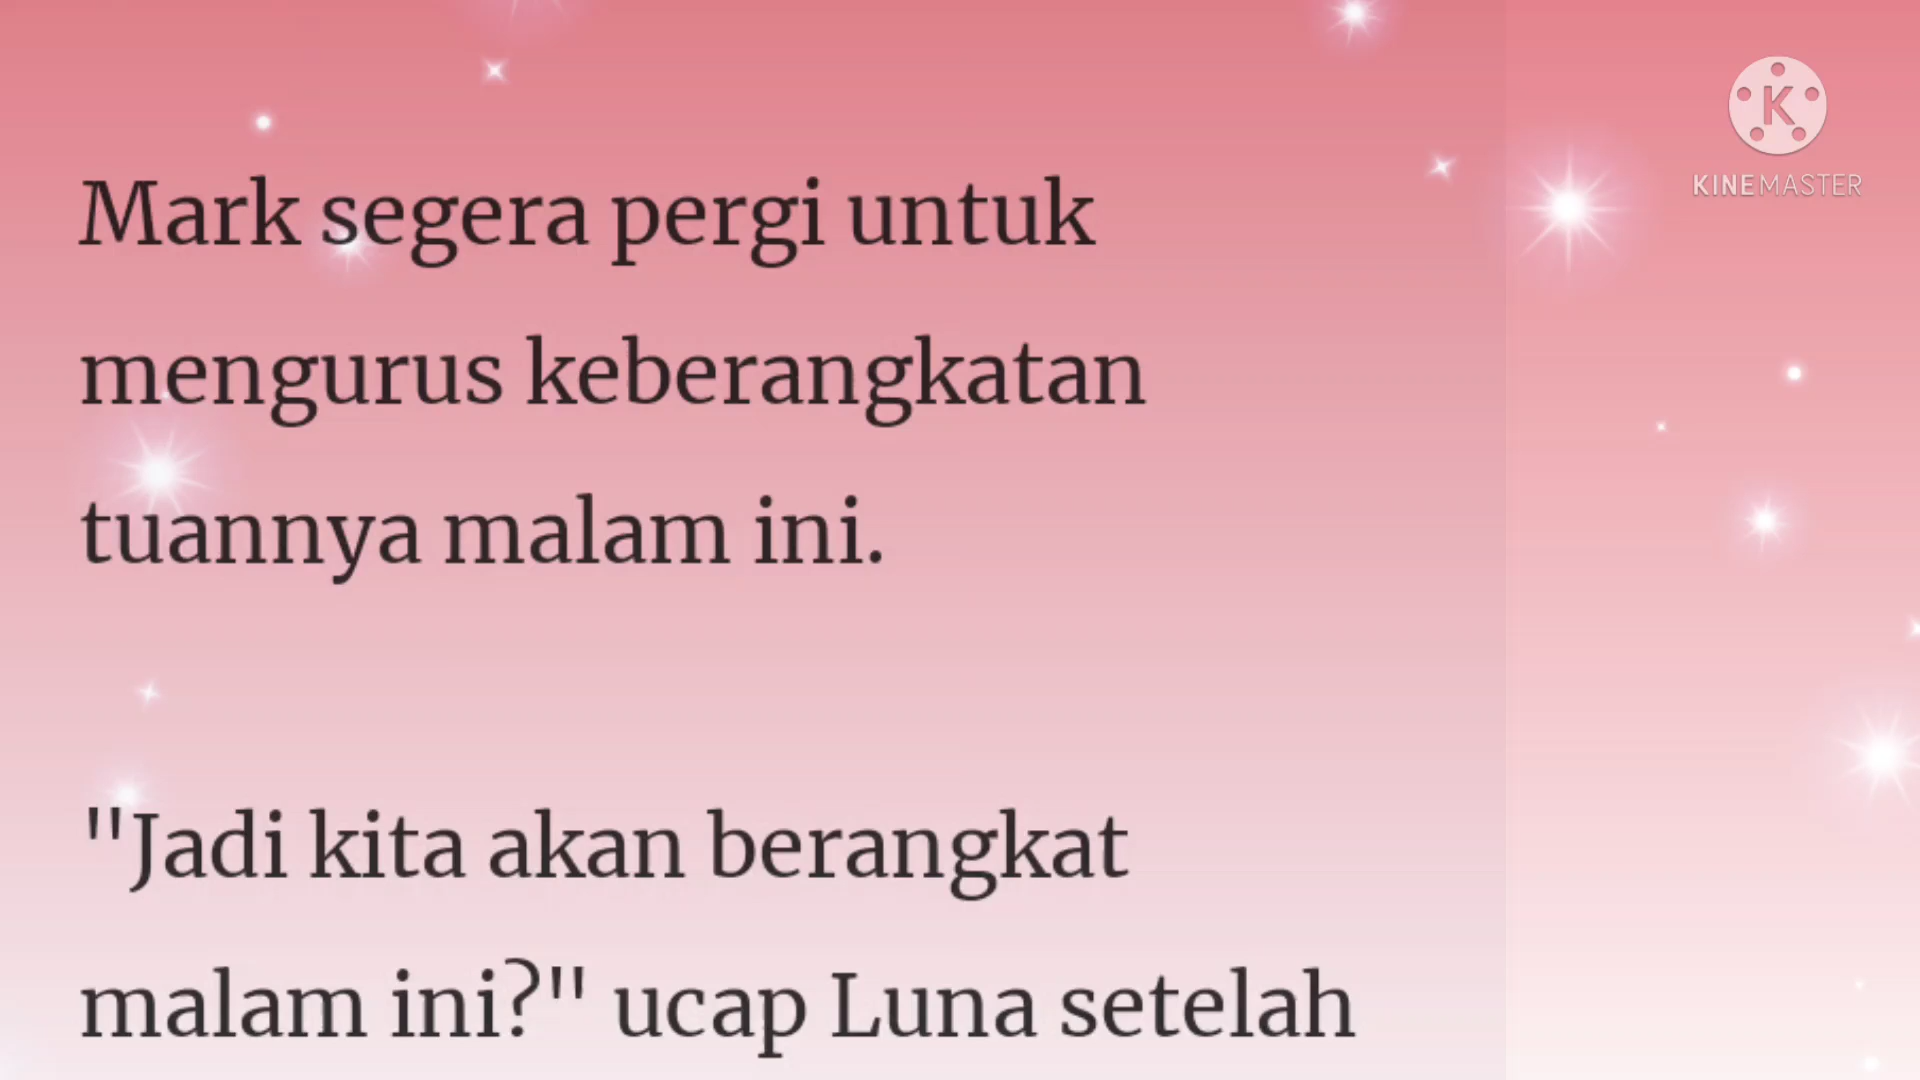 Mark segera pergi untuk
mengurus keberangkatan
tuannya malam ini.
"Jadi kita akan berangkat
malam ini?" ucap Luna setelah
K
KINEMASTER